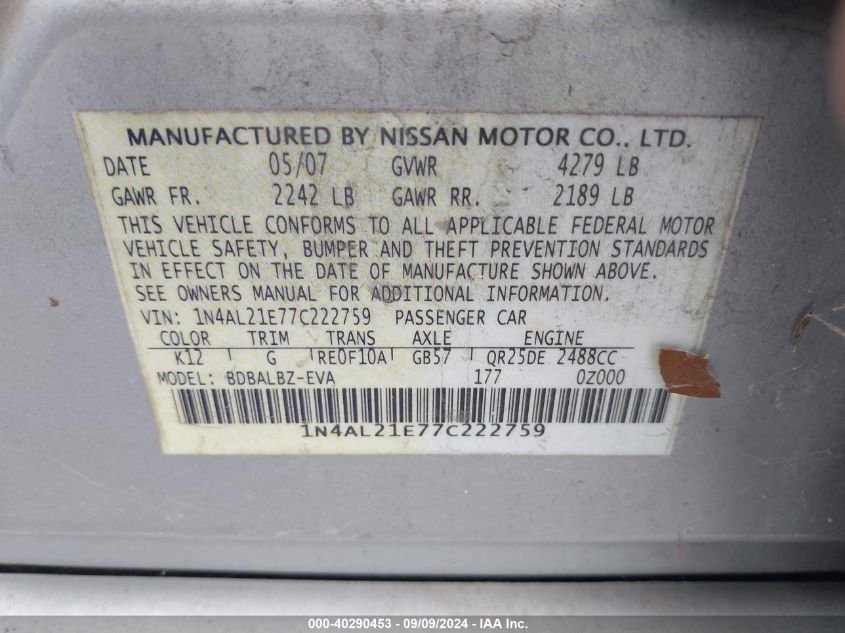 MANUFACTURED BY NISSAN MOTOR CO., LTD.
DATE 05/07 GVWR 4279 LB
GAWR FR. 2242 LB GAWR RR. 2189 LB
THIS VEHICLE CONFORMS TO ALL APPLICABLE FEDERAL MOTOR
VEHICLE SAFETY, BUMPER AND THEFT PREVENTION STANDARDS
IN EFFECT ON THE DATE OF MANUFACTURE SHOWN ABOVE.
SEE OWNERS MANUAL FOR ADDITIONAL INFORMATION.
VIN: 1N4AL21E77C222759 PASSENGER CAR
COLOR TRIM TRANS AXLE ENGINE
K12 G RE0F10A GB57 QR25DE 2488CC
MODEL: BDBALBZ-EVA 177 0Z000
1N4AL21E77C222759
000-40290453 - 09/09/2024 - IAA Inc.